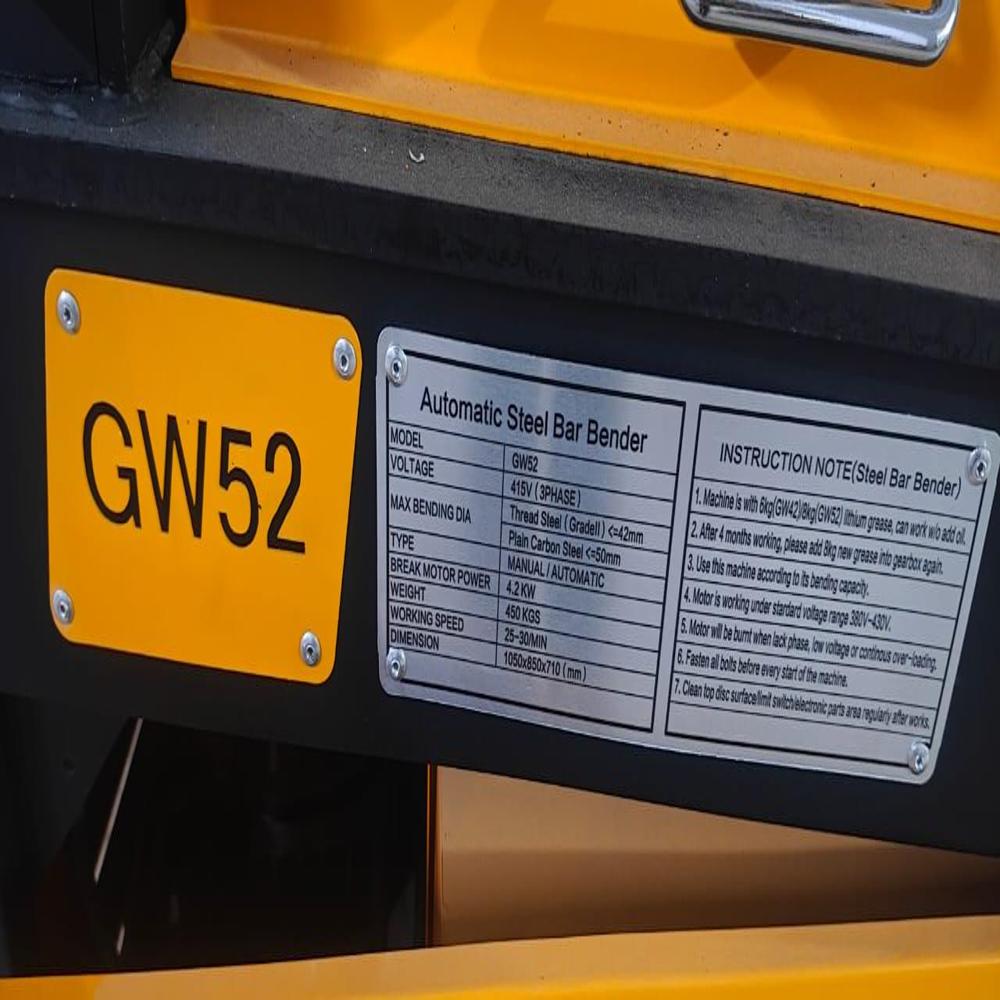 GW52
Automatic Steel Bar Bender
MODEL GW52
VOLTAGE 415V (3PHASE)
MAX BENDING DIA Thread Steel (GradeII) <=42mm
Plain Carbon Steel <=50mm
TYPE MANUAL / AUTOMATIC
BREAK MOTOR POWER 4.2 KW
WEIGHT 450 KGS
WORKING SPEED 25-30/MIN
DIMENSION 1050x850x710 (mm)
INSTRUCTION NOTE(Steel Bar Bender)
1. Machine is with 6kg(GW42)/8kg(GW52) lithium grease, can work w/o add oil.
2. After 4 months working, please add 8kg new grease into gearbox again.
3. Use this machine according to its bending capacity.
4. Motor is working under standard voltage range 380V~430V.
5. Motor will be burnt when lack phase, low voltage or continous over-loading.
6. Fasten all bolts before every start of the machine.
7. Clean top disc surface/limit switch/electronic parts area regularly after works.